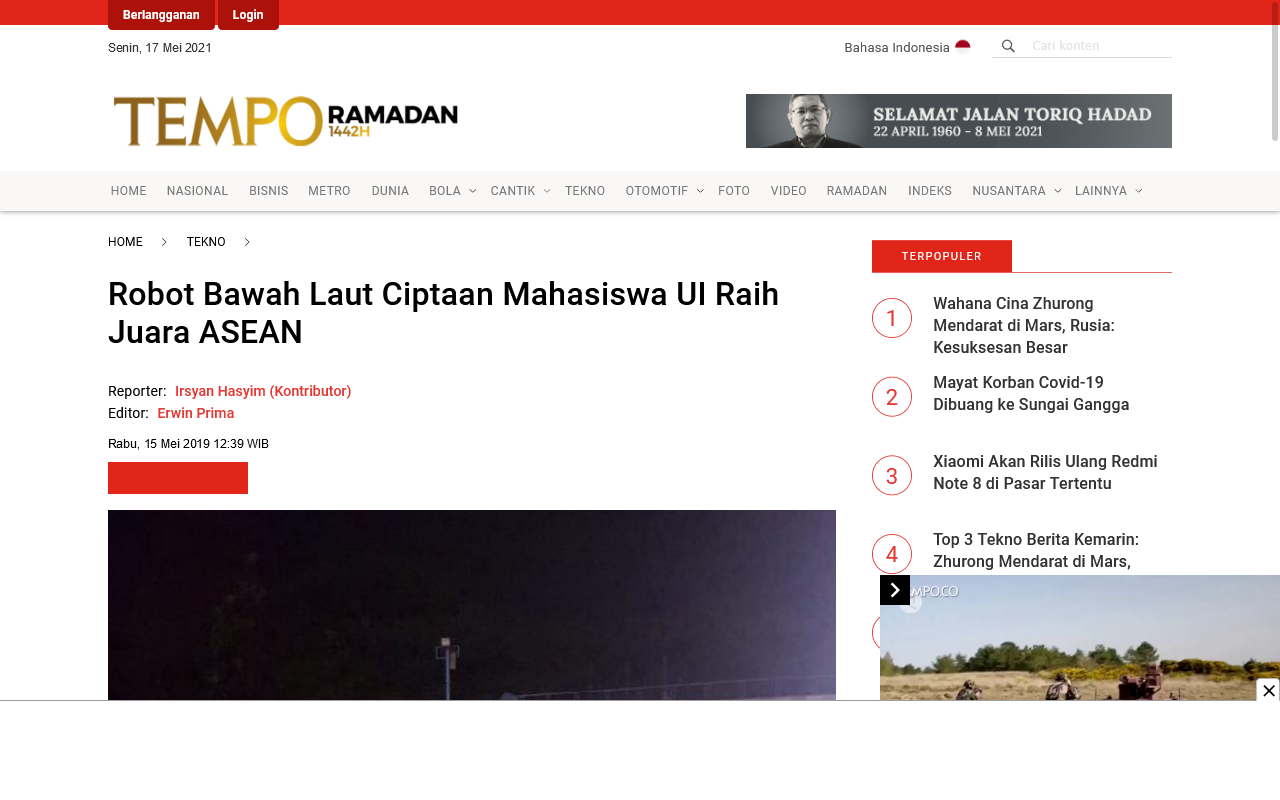 Berlangganan Login
Senin, 17 Mei 2021
Bahasa Indonesia
Cari konten
TEMPO RAMADAN 1442H
SELAMAT JALAN TORIQ HADAD
22 APRIL 1960 - 8 MEI 2021
HOME NASIONAL BISNIS METRO DUNIA BOLA CANTIK TEKNO OTOMOTIF FOTO VIDEO RAMADAN INDEKS NUSANTARA LAINNYA
HOME TEKNO
Robot Bawah Laut Ciptaan Mahasiswa UI Raih
Juara ASEAN
Reporter: Irsyan Hasyim (Kontributor)
Editor: Erwin Prima
Rabu, 15 Mei 2019 12:39 WIB
TERPOPULER
1
Wahana Cina Zhurong
Mendarat di Mars, Rusia:
Kesuksesan Besar
2
Mayat Korban Covid-19
Dibuang ke Sungai Gangga
3
Xiaomi Akan Rilis Ulang Redmi
Note 8 di Pasar Tertentu
4
Top 3 Tekno Berita Kemarin:
Zhurong Mendarat di Mars,
MPO.CO